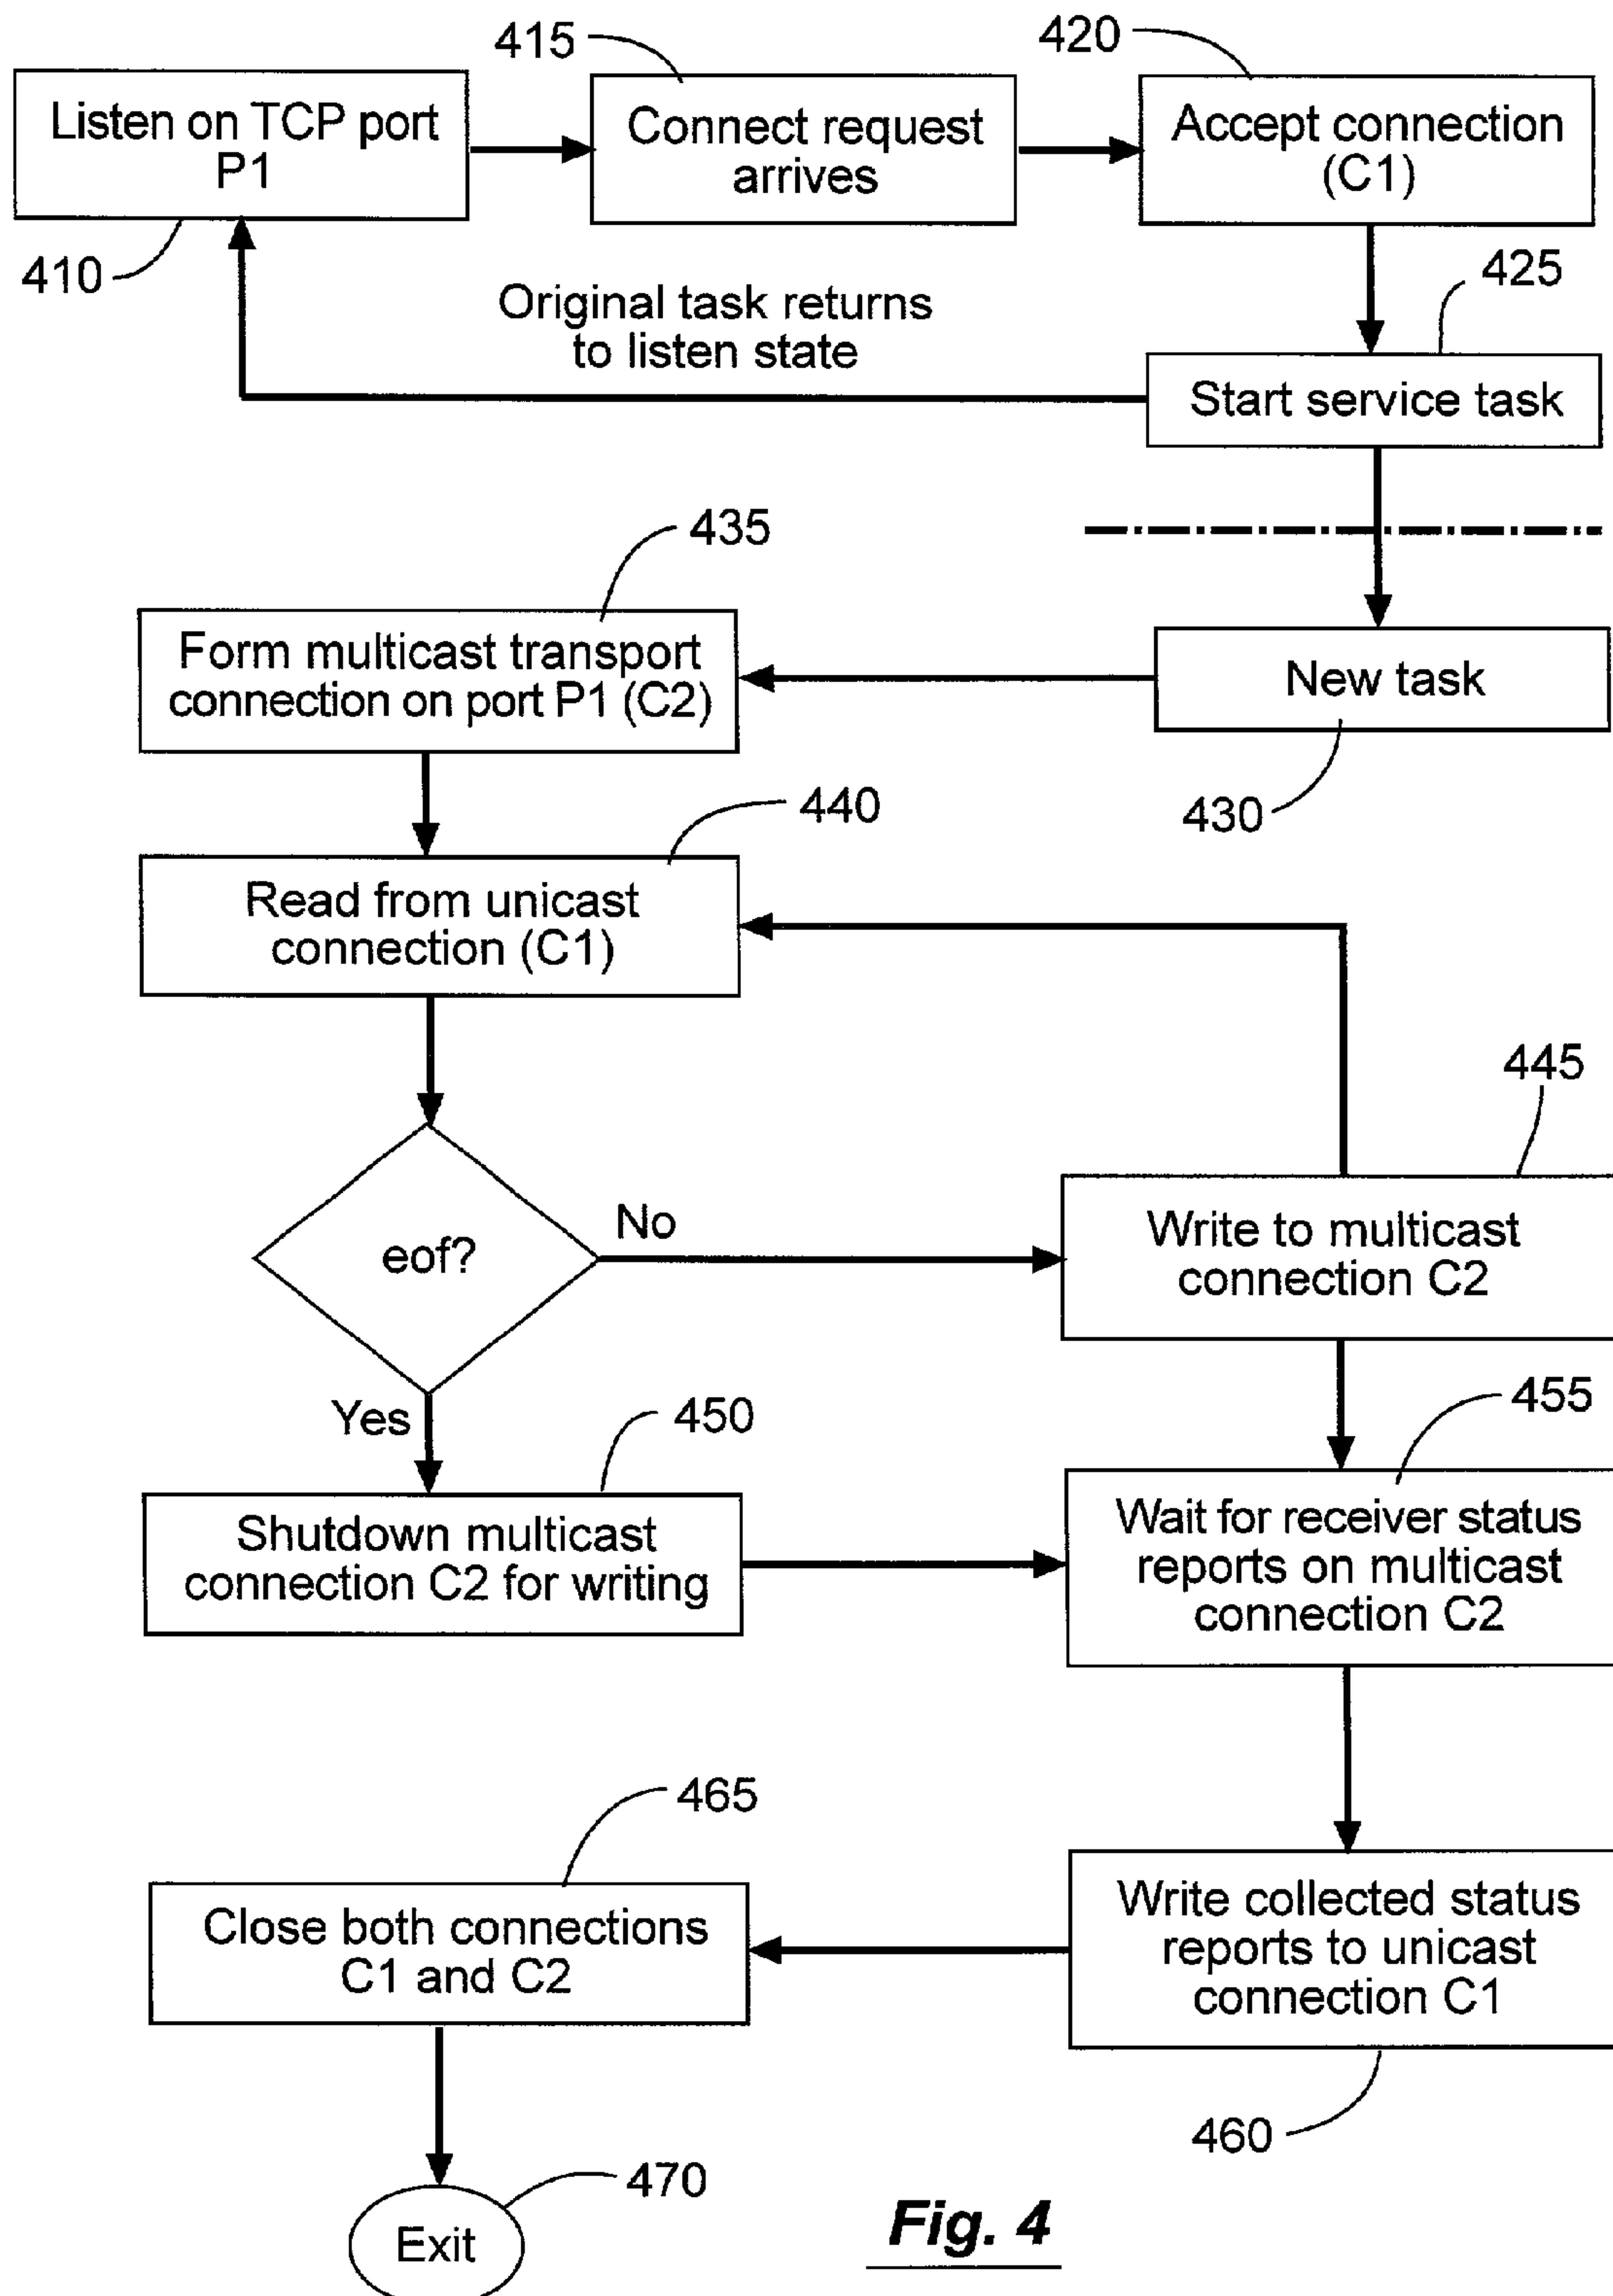 415
420
Listen on TCP port
P1
Connect request
arrives
Accept connection
(C1)
410
425
Original task returns
to listen state
Start service task
435
Form multicast transport
connection on port P1 (C2)
New task
440
430
Read from unicast
connection (C1)
445
eof?
No
Write to multicast
connection C2
Yes
450
455
Shutdown multicast
connection C2 for writing
Wait for receiver status
reports on multicast
connection C2
465
Close both connections
C1 and C2
Write collected status
reports to unicast
connection C1
460
470
Exit
Fig. 4